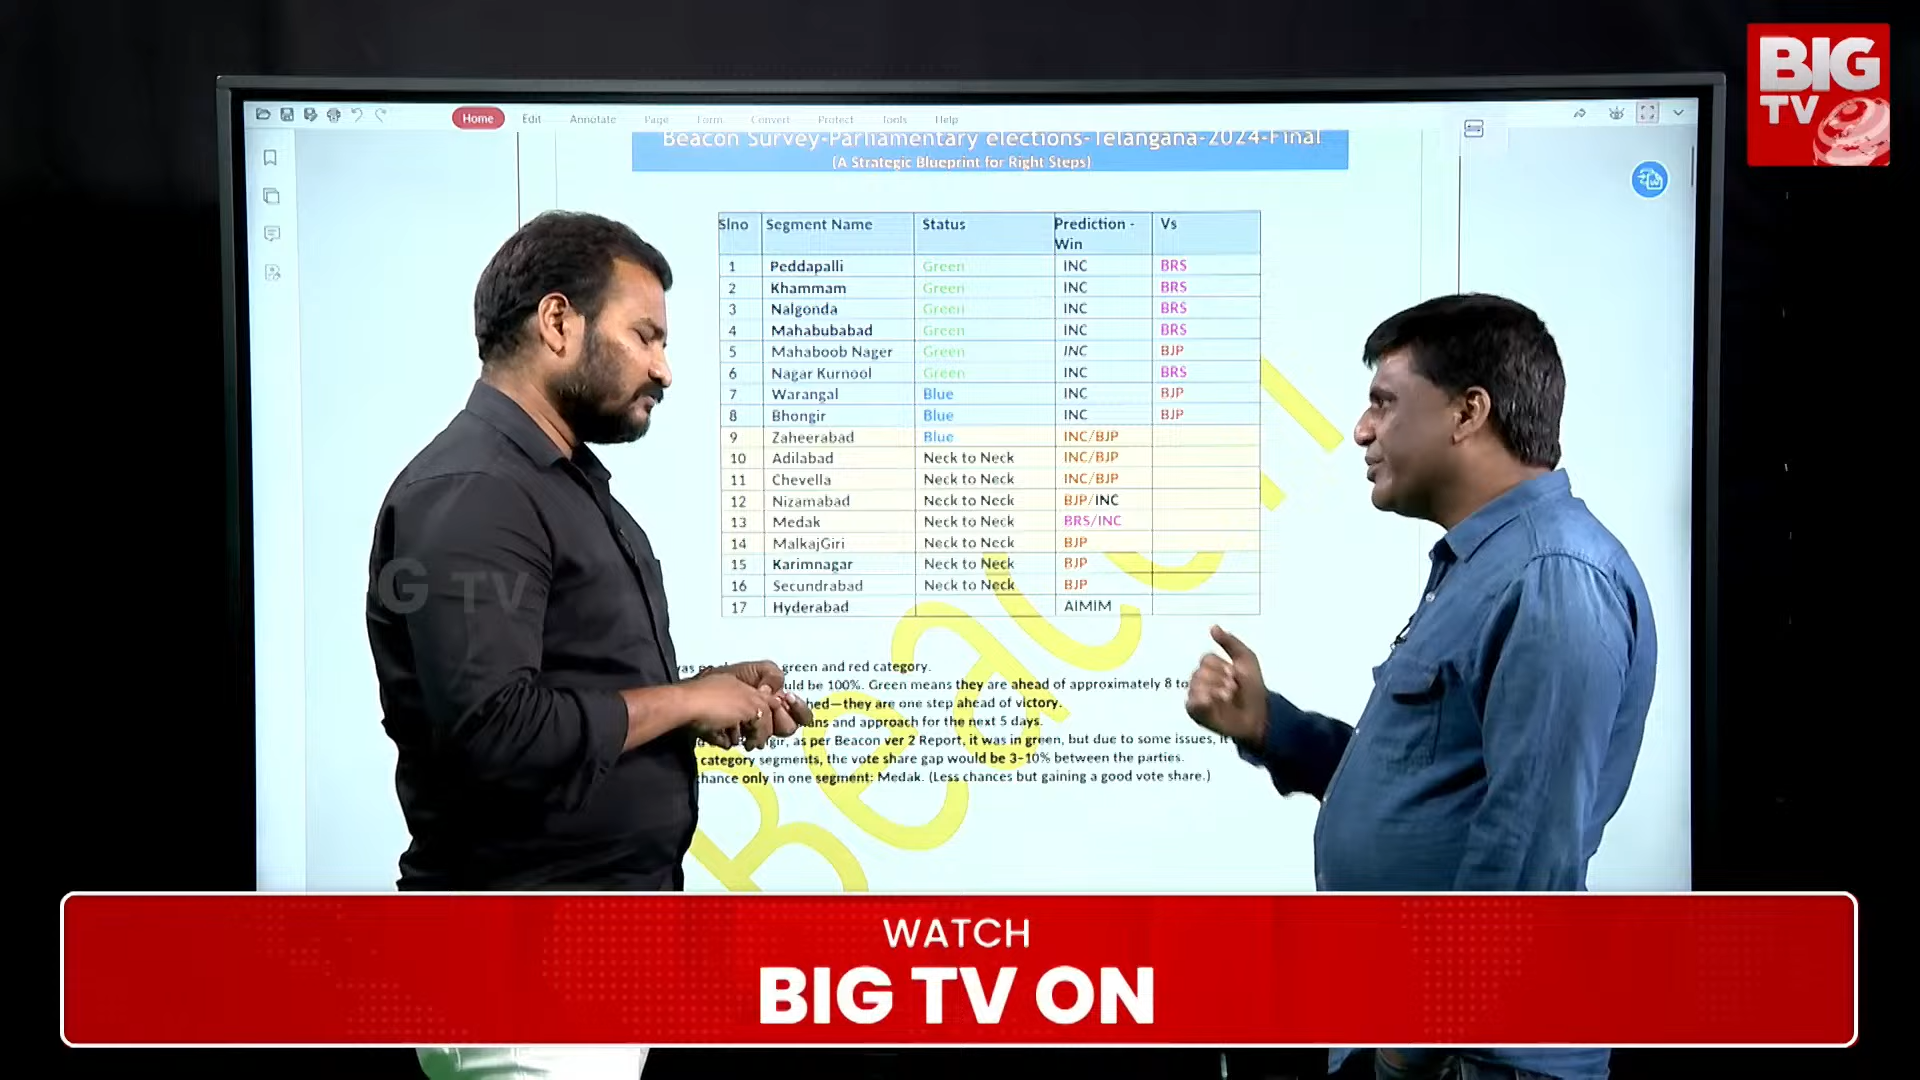 BIG
TV
Home Edit Annotate Page Form Convert Protect Tools Help
Beacon Survey-Parliamentary elections-Telangana-2024-Final
(A Strategic Blueprint for Right Steps)
Slno Segment Name Status Prediction - Win Vs
1 Peddapalli Green INC BRS
2 Khammam Green INC BRS
3 Nalgonda Green INC BRS
4 Mahabubabad Green INC BRS
5 Mahaboob Nager Green INC BJP
6 Nagar Kurnool Green INC BRS
7 Warangal Blue INC BJP
8 Bhongir Blue INC BJP
9 Zaheerabad Blue INC/BJP
10 Adilabad Neck to Neck INC/BJP
11 Chevella Neck to Neck INC/BJP
12 Nizamabad Neck to Neck BJP/INC
13 Medak Neck to Neck BRS/INC
14 MalkajGiri Neck to Neck BJP
15 Karimnagar Neck to Neck BJP
16 Secundrabad Neck to Neck BJP
17 Hyderabad AIMIM
green and red category.
be 100%. Green means they are ahead of approximately 8 to
they are one step ahead of victory.
and approach for the next 5 days.
as per Beacon ver 2 Report, it was in green, but due to some issues, it
category segments, the vote share gap would be 3-10% between the parties.
only in one segment: Medak. (Less chances but gaining a good vote share.)
G TV
WATCH
BIG TV ON